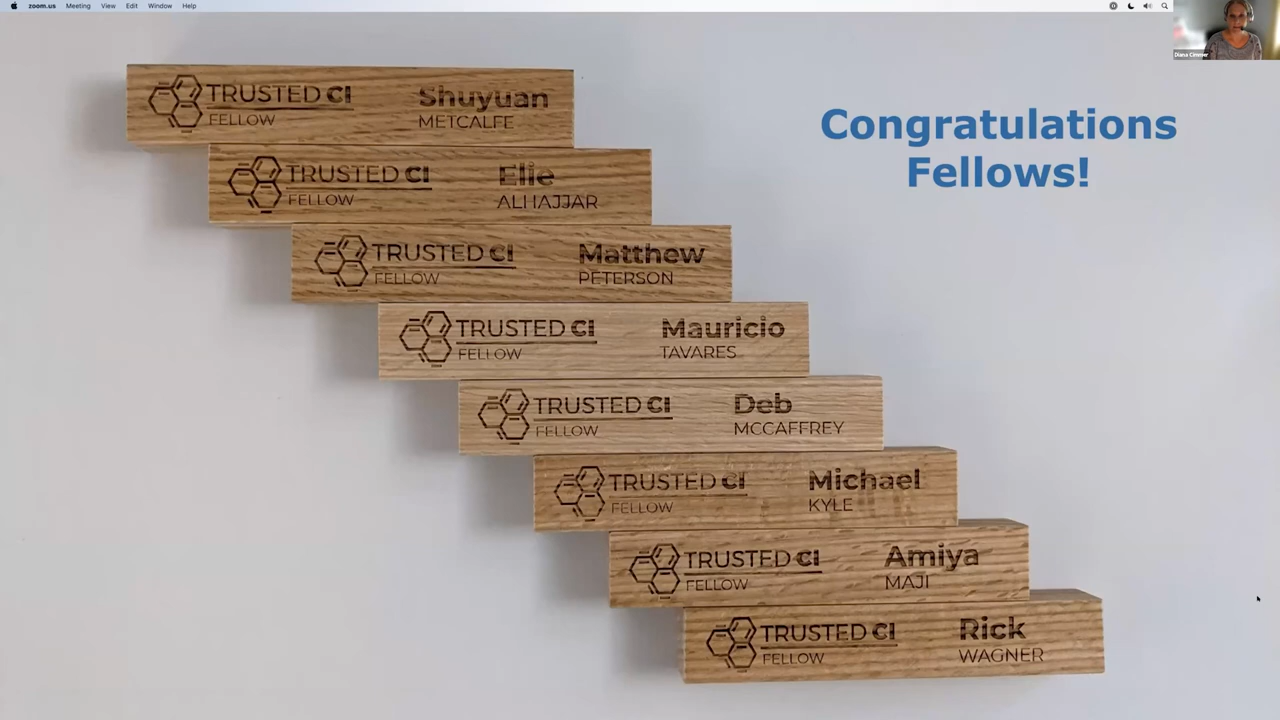 zoom.us Meeting View Edit Window Help
Diana Cimmer
Congratulations
Fellows!
TRUSTED CI
FELLOW
Shuyuan
METCALFE
TRUSTED CI
FELLOW
Elie
ALHAJJAR
TRUSTED CI
FELLOW
Matthew
PETERSON
TRUSTED CI
FELLOW
Mauricio
TAVARES
TRUSTED CI
FELLOW
Deb
MCCAFFREY
TRUSTED CI
FELLOW
Michael
KYLE
TRUSTED CI
FELLOW
Amiya
MAJI
TRUSTED CI
FELLOW
Rick
WAGNER